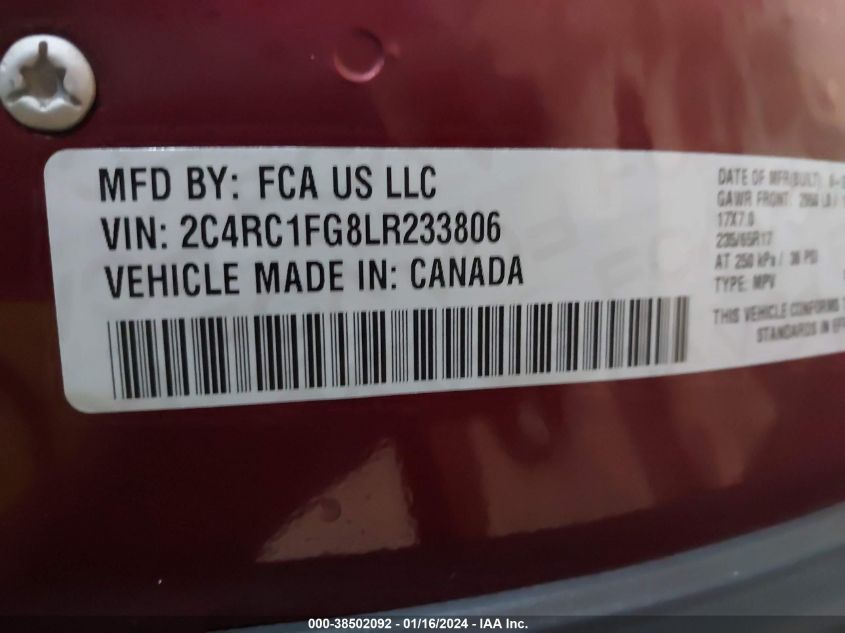 MFD BY: FCA US LLC
VIN: 2C4RC1FG8LR233806
VEHICLE MADE IN: CANADA
DATE OF MFR(BUILT):
GAWR FRONT: LB /
17X7.0
235/65R17
AT 250 kPa / 36 PSI
TYPE: MPV
THIS VEHICLE CONFORMS
STANDARDS IN
000-38502092 - 01/16/2024 - IAA Inc.